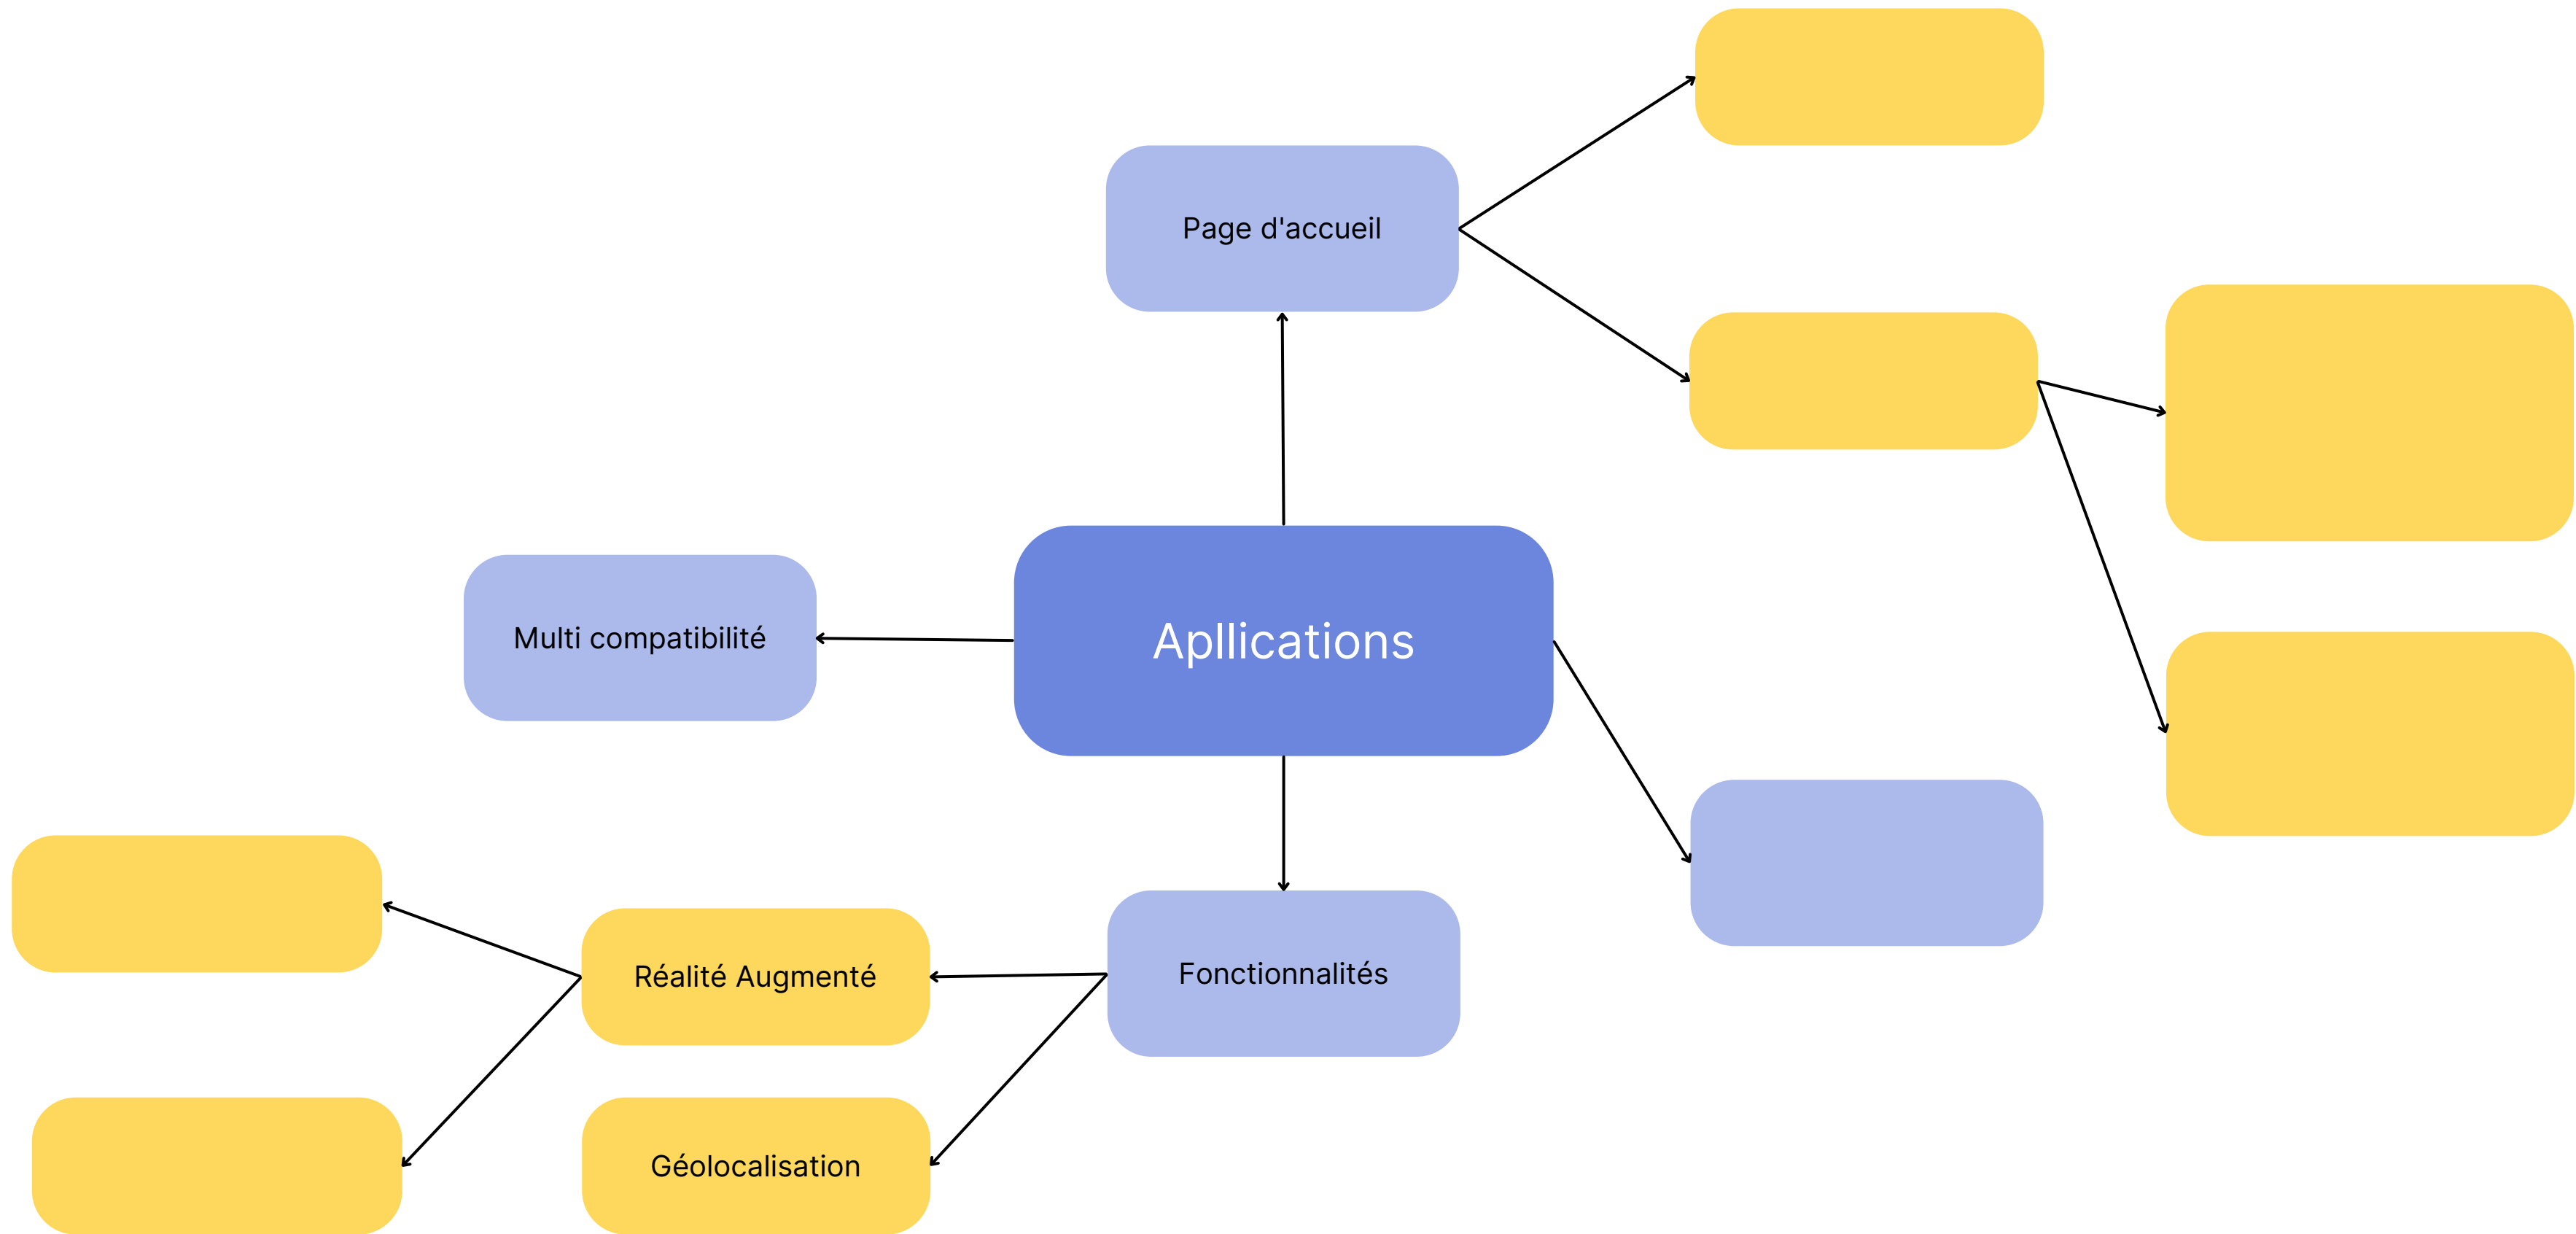 Page d'accueil
Multi compatibilité
Apllications
Réalité Augmenté
Fonctionnalités
Géolocalisation